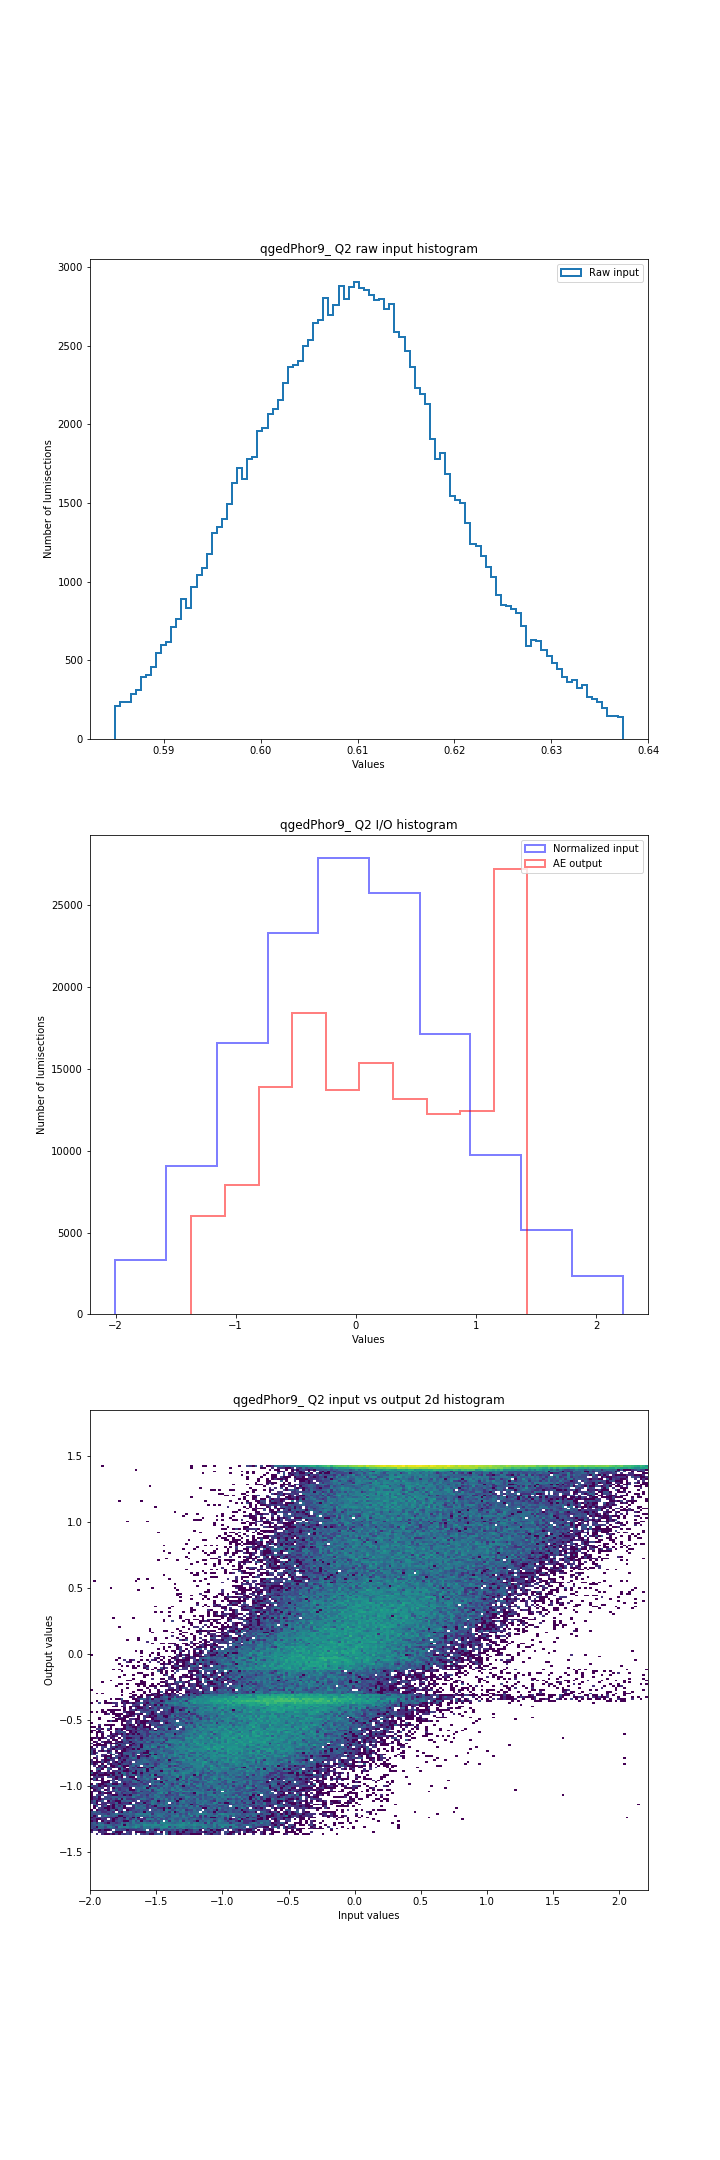 qgedPhor9_ Q2 raw input histogram
3000
2500
2000
1500
1000
500
0
Number of lumisections
Raw input
0.59 0.60 0.61 0.62 0.63 0.64
Values
qgedPhor9_ Q2 I/O histogram
25000
20000
15000
10000
5000
0
Number of lumisections
Normalized input
AE output
−2 −1 0 1 2
Values
qgedPhor9_ Q2 input vs output 2d histogram
1.5
1.0
0.5
0.0
−0.5
−1.0
−1.5
Output values
−2.0 −1.5 −1.0 −0.5 0.0 0.5 1.0 1.5 2.0
Input values